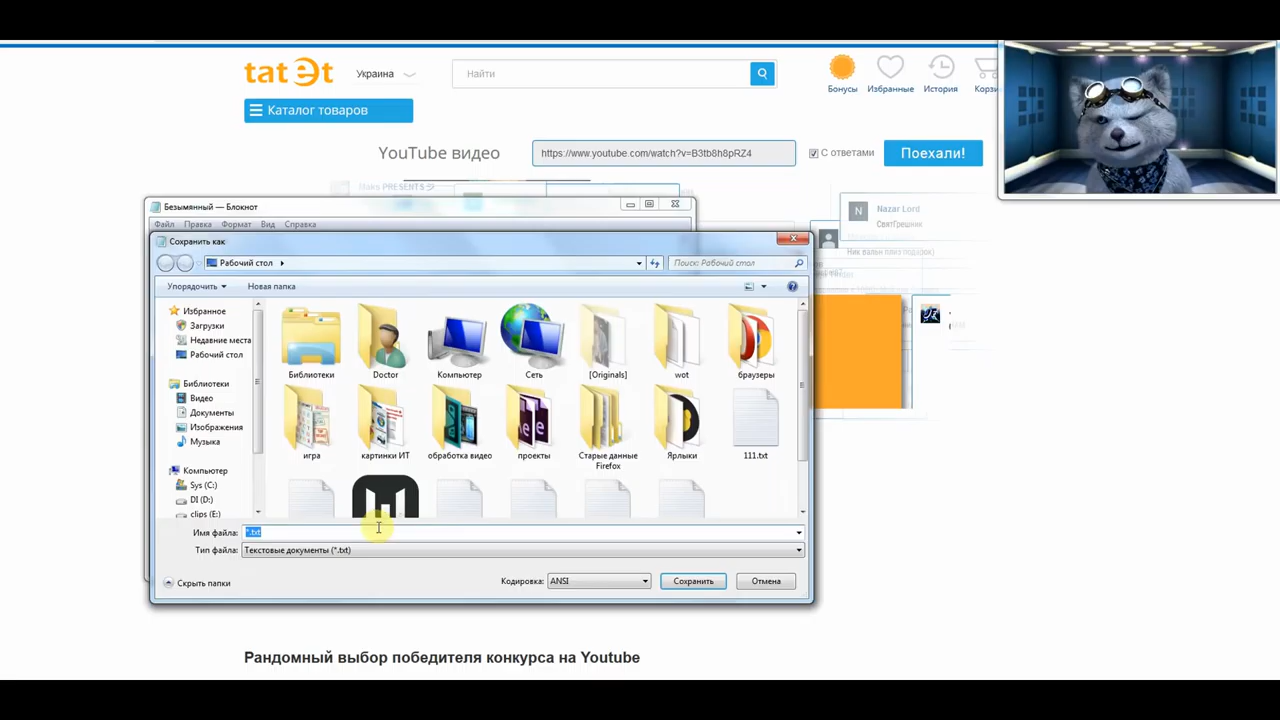 tatэt
Украина
Найти
Бонусы
Избранные
История
Корзи
Каталог товаров
YouTube видео
https://www.youtube.com/watch?v=B3tb8h8pRZ4
С ответами
Поехали!
Безымянный — Блокнот
Файл Правка Формат Вид Справка
N
Nazar Lord
СвятГрешник
Сохранить как
Рабочий стол
Поиск: Рабочий стол
Упорядочить
Новая папка
Избранное
Загрузки
Недавние места
Рабочий стол
Библиотеки
Видео
Документы
Изображения
Музыка
Компьютер
Sys (C:)
DI (D:)
clips (E:)
Библиотеки
Doctor
Компьютер
Сеть
[Originals]
wot
браузеры
игра
картинки ИТ
обработка видео
проекты
Старые данные
Firefox
Ярлыки
111.txt
Имя файла: *.txt
Тип файла: Текстовые документы (*.txt)
Скрыть папки
Кодировка: ANSI
Сохранить
Отмена
Рандомный выбор победителя конкурса на Youtube